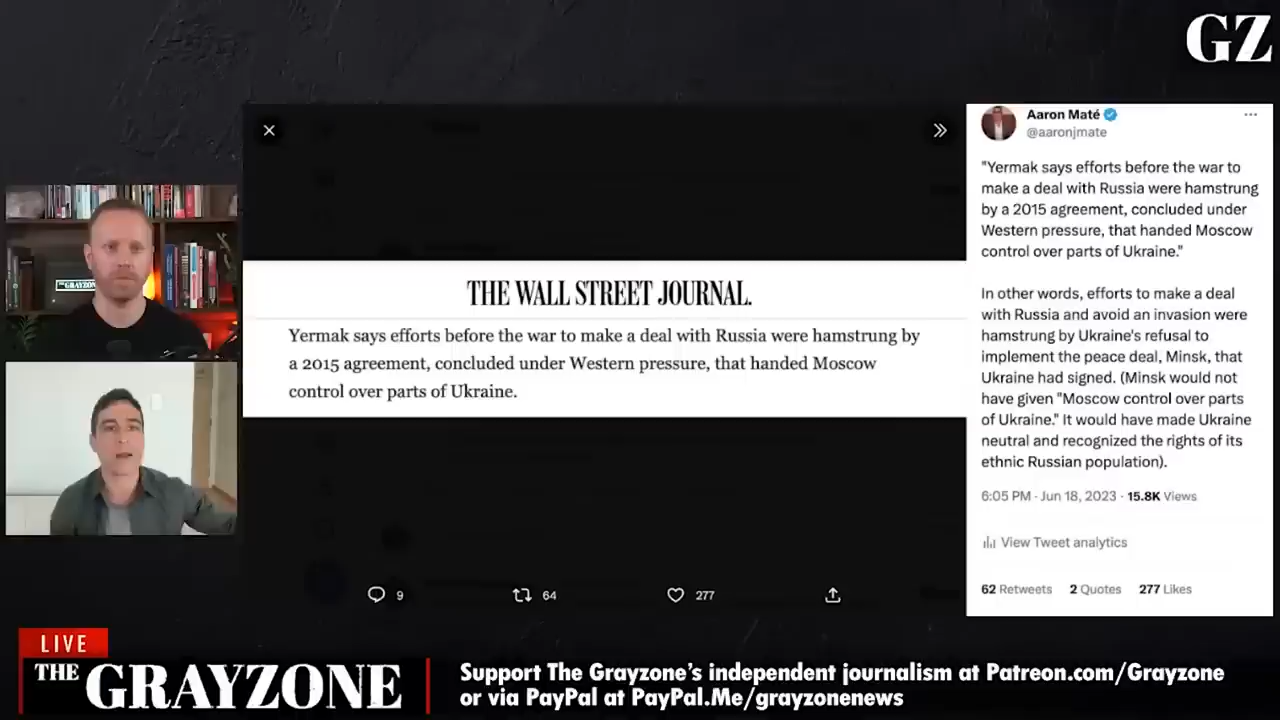 GZ
THE GRAYZONE
THE WALL STREET JOURNAL.
Yermak says efforts before the war to make a deal with Russia were hamstrung by
a 2015 agreement, concluded under Western pressure, that handed Moscow
control over parts of Ukraine.
9
64
277
Aaron Maté
@aaronjmate
"Yermak says efforts before the war to
make a deal with Russia were hamstrung
by a 2015 agreement, concluded under
Western pressure, that handed Moscow
control over parts of Ukraine."
In other words, efforts to make a deal
with Russia and avoid an invasion were
hamstrung by Ukraine's refusal to
implement the peace deal, Minsk, that
Ukraine had signed. (Minsk would not
have given "Moscow control over parts
of Ukraine." It would have made Ukraine
neutral and recognized the rights of its
ethnic Russian population).
6:05 PM · Jun 18, 2023 · 15.8K Views
View Tweet analytics
62 Retweets 2 Quotes 277 Likes
LIVE
THE GRAYZONE
Support The Grayzone's independent journalism at Patreon.com/Grayzone
or via PayPal at PayPal.Me/grayzonenews